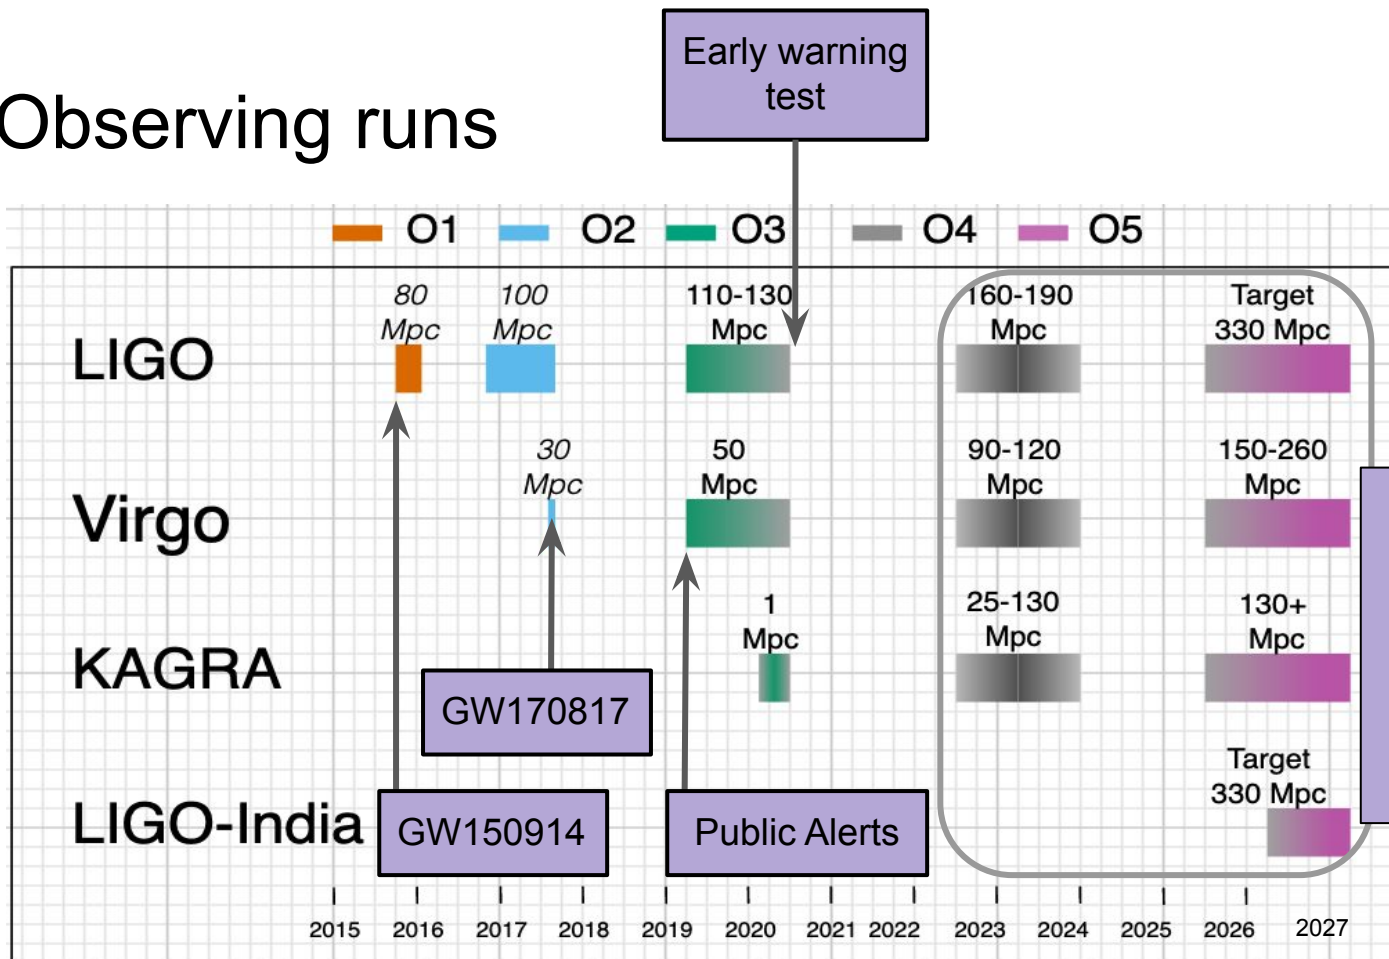 Early warning
test
Observing runs
O1 O2 O3 O4 O5
80 100 110-130 160-190 Target
Mpc Mpc Mpc Mpc 330 Mpc
LIGO
30 50 90-120 150-260
Mpc Mpc Mpc Mpc
Virgo
1 25-130 130+
Mpc Mpc Mpc
KAGRA
GW170817
Target
330 Mpc
LIGO-India GW150914 Public Alerts
2015 2016 2017 2018 2019 2020 2021 2022 2023 2024 2025 2026 2027